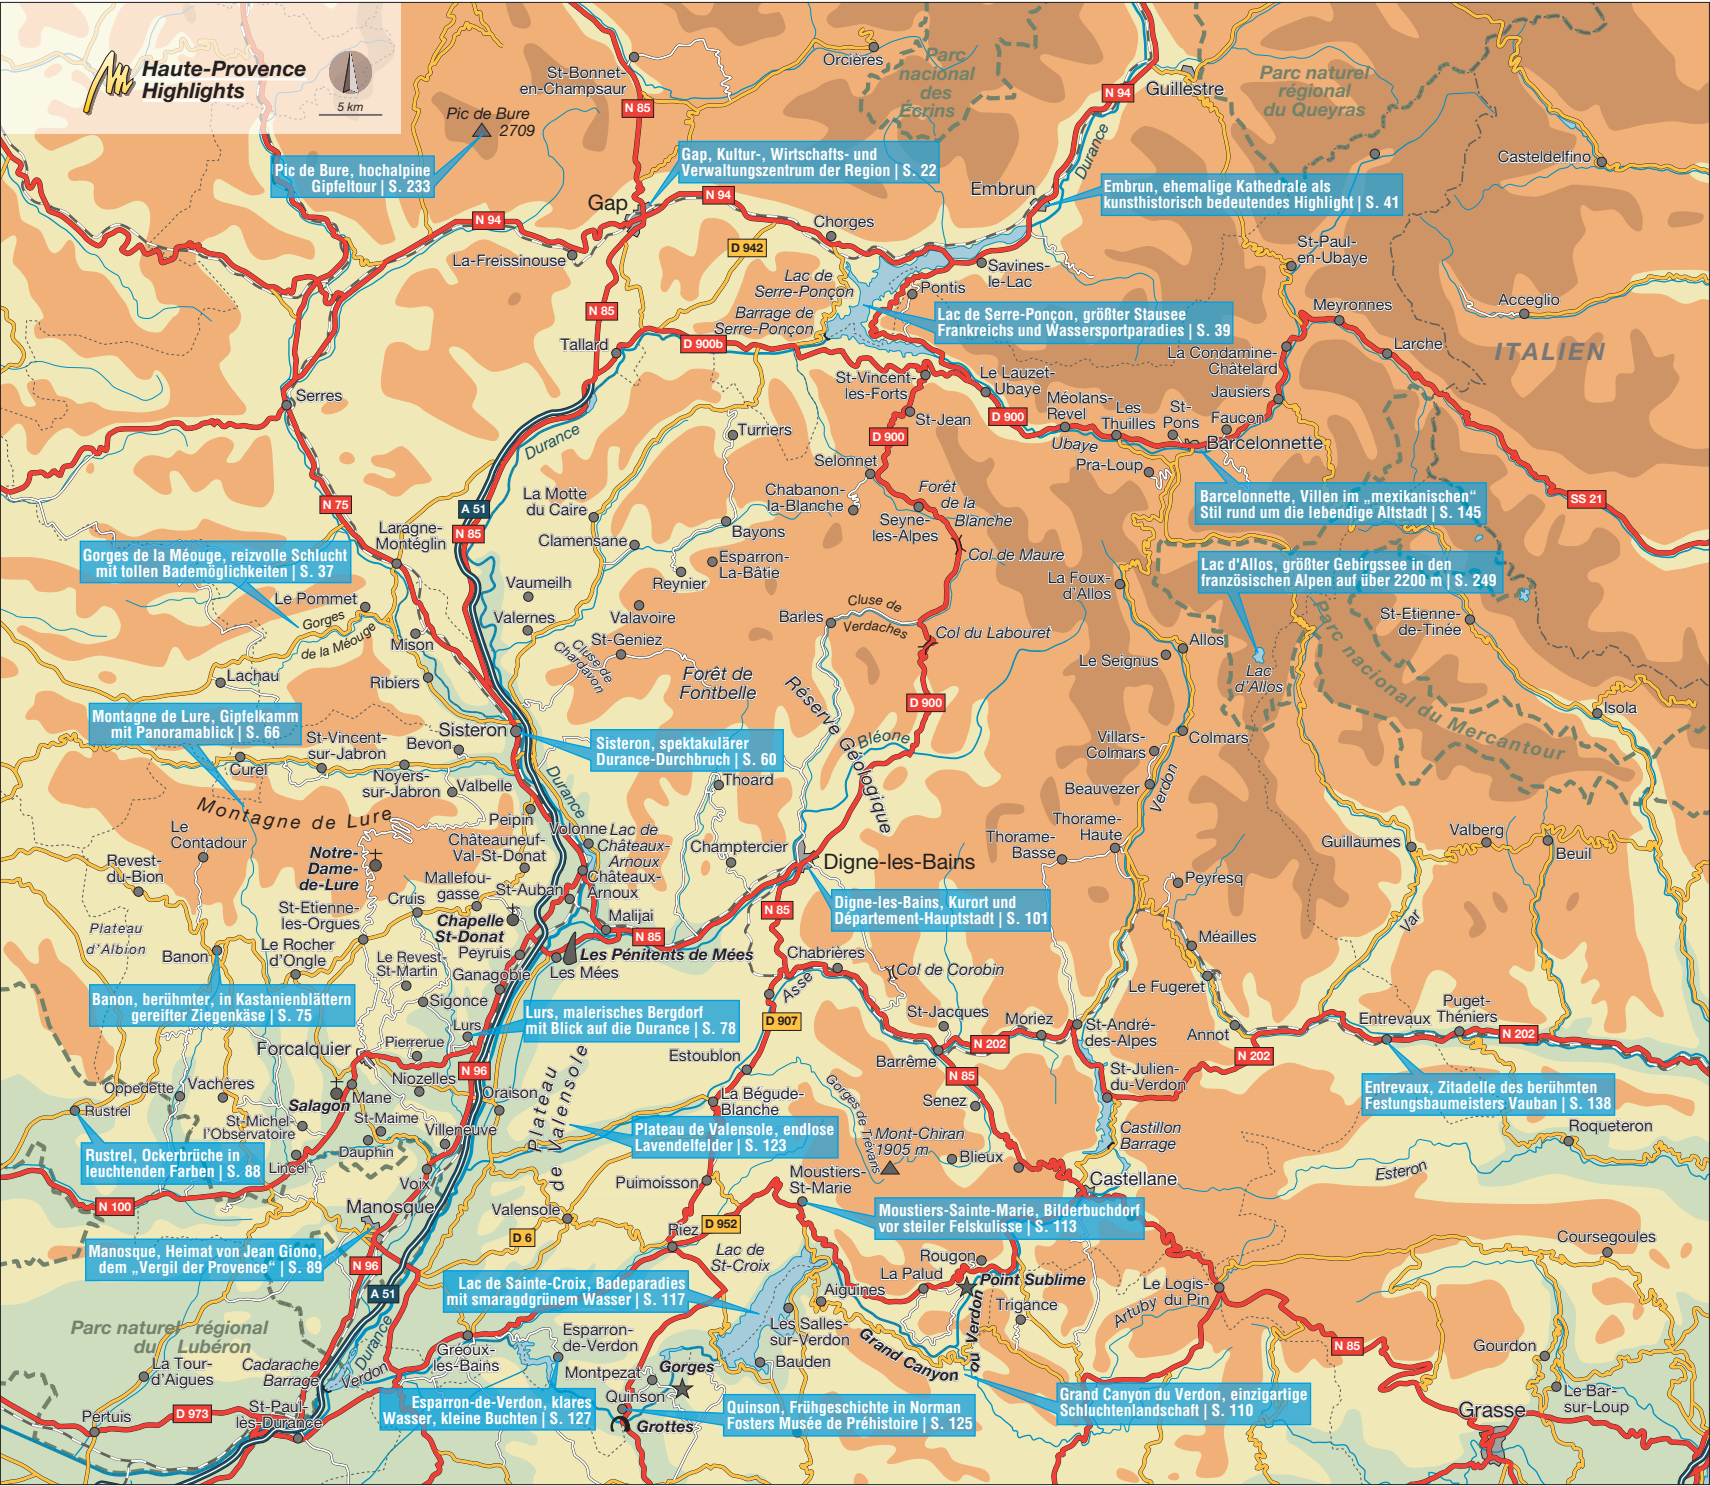 Haute-Provence
Highlights
5 km
Pic de Bure
2709
St-Bonnet-
en-Champsaur
Orcières
Parc
nacional
des
Écrins
N 94
Guillestre
Parc naturel
régional
du Queyras
N 85
Durance
Casteldelfino
Pic de Bure, hochalpine
Gipfeltour | S. 233
Gap, Kultur-, Wirtschafts- und
Verwaltungszentrum der Region | S. 22
Embrun
Embrun, ehemalige Kathedrale als
kunsthistorisch bedeutendes Highlight | S. 41
Gap
N 94
N 94
Chorges
D 942
La-Freissinouse
St-Paul-
en-Ubaye
Savines-
le-Lac
Lac de
Serre-Ponçon
Pontis
Acceglio
Meyronnes
N 85
Barrage de
Serre-Ponçon
Lac de Serre-Ponçon, größter Stausee
Frankreichs und Wassersportparadies | S. 39
Tallard
D 900b
La Condamine-
Châtelard
Larche
ITALIEN
St-Vincent-
les-Forts
Le Lauzet-
Ubaye
Jausiers
Serres
Méolans-
Revel
Les
Thuilles
St-
Pons
Faucon
St-Jean
D 900
D 900
Durance
Turriers
Ubaye
Barcelonnette
Selonnet
Pra-Loup
Chabanon-
la-Blanche
Forêt
de la
Blanche
Barcelonnette, Villen im „mexikanischen“
Stil rund um die lebendige Altstadt | S. 145
SS 21
N 75
A 51
N 85
La Motte
du Caire
Seyne-
les-Alpes
Laragne-
Montéglin
Bayons
Clamensane
Col de Maure
Gorges de la Méouge, reizvolle Schlucht
mit tollen Bademöglichkeiten | S. 37
Esparron-
La-Bâtie
Reynier
Vaumeilh
La Foux-
d'Allos
Lac d'Allos, größter Gebirgssee in den
französischen Alpen auf über 2200 m | S. 249
Le Pommet
Gorges
de la Méouge
Valernes
Valavoire
Barles
Cluse de
Verdaches
St-Etienne-
de-Tinée
Mison
St-Geniez
Cluse de
Chardavon
Col du Labouret
Allos
Le Seignus
Lac
d'Allos
Parc nacional du Mercantour
Lachau
Ribiers
Forêt de
Fontbelle
Réserve Géologique
D 900
Isola
Montagne de Lure, Gipfelkamm
mit Panoramablick | S. 66
Sisteron
St-Vincent-
sur-Jabron
Bevon
Sisteron, spektakulärer
Durance-Durchbruch | S. 60
Bléone
Villars-
Colmars
Colmars
Curel
Noyers-
sur-Jabron
Valbelle
Durance
Thoard
Beauvezer
Verdon
Montagne de Lure
Peipin
Le
Contadour
Volonne
Lac de
Châteaux-
Arnoux
Châteauneuf-
Val-St-Donat
Champtercier
Thorame-
Haute
Thorame-
Basse
Guillaumes
Valberg
Beuil
Notre-
Dame-
de-Lure
Revest-
du-Bion
Digne-les-Bains
Mallefou-
gasse
St-Auban
Châteaux-
Arnoux
Peyresq
Cruis
St-Etienne-
les-Orgues
Digne-les-Bains, Kurort und
Département-Hauptstadt | S. 101
N 85
Chapelle
St-Donat
Malijai
N 85
Var
Plateau
d'Albion
Méailles
Banon
Le Rocher
d'Ongle
Peyruis
Les Pénitents de Mées
Chabrières
Le Revest-
St-Martin
Ganagobie
Les Mées
Col de Corobin
Asse
Le Fugeret
Banon, berühmter, in Kastanienblättern
gereifter Ziegenkäse | S. 75
Sigonce
Lurs, malerisches Bergdorf
mit Blick auf die Durance | S. 78
D 907
St-Jacques
Moriez
St-André-
des-Alpes
Annot
Entrevaux
Puget-
Théniers
N 202
Lurs
Pierrerue
Forcalquier
Plateau
de Valensole
Estoublon
Barrême
N 202
N 202
N 96
Niozelles
N 85
St-Julien-
du-Verdon
Oppedette
Vachères
Oraison
Entrevaux, Zitadelle des berühmten
Festungsbaumeisters Vauban | S. 138
Mane
Salagon
Rustrel
La Bégude-
Blanche
Gorges de Trévans
Senez
St-Michel-
l'Observatoire
St-Maime
Villeneuve
Plateau de Valensole, endlose
Lavendelfelder | S. 123
Mont-Chiran
1905 m
Castillon
Barrage
Roqueteron
Dauphin
Rustrel, Ockerbrüche in
leuchtenden Farben | S. 88
Lincel
Blieux
Voix
Puimoisson
Moustiers-
St-Marie
Castellane
Esteron
N 100
Manosque
Valensole
Moustiers-Sainte-Marie, Bilderbuchdorf
vor steiler Felskulisse | S. 113
D 6
Riez
D 952
Manosque, Heimat von Jean Giono,
dem „Vergil der Provence“ | S. 89
N 96
Lac de
St-Croix
Coursegoules
Rougon
Lac de Sainte-Croix, Badeparadies
mit smaragdgrünem Wasser | S. 117
La Palud
Point Sublime
Le Logis-
du Pin
A 51
Aiguines
Trigance
Artuby
Parc naturel régional
du Lubéron
Durance
Esparron-
de-Verdon
Les Salles-
sur-Verdon
Grand Canyon
du Verdon
N 85
Gourdon
Gréoux-
les-Bains
La Tour-
d'Aigues
Cadarache
Barrage
Verdon
Montpezat
Gorges
Bauden
Esparron-de-Verdon, klares
Wasser, kleine Buchten | S. 127
Quinson
Quinson, Frühgeschichte in Norman
Fosters Musée de Préhistoire | S. 125
Grand Canyon du Verdon, einzigartige
Schluchtenlandschaft | S. 110
Le Bar-
sur-Loup
Pertuis
D 973
St-Paul-
lès-Durance
Grottes
Grasse